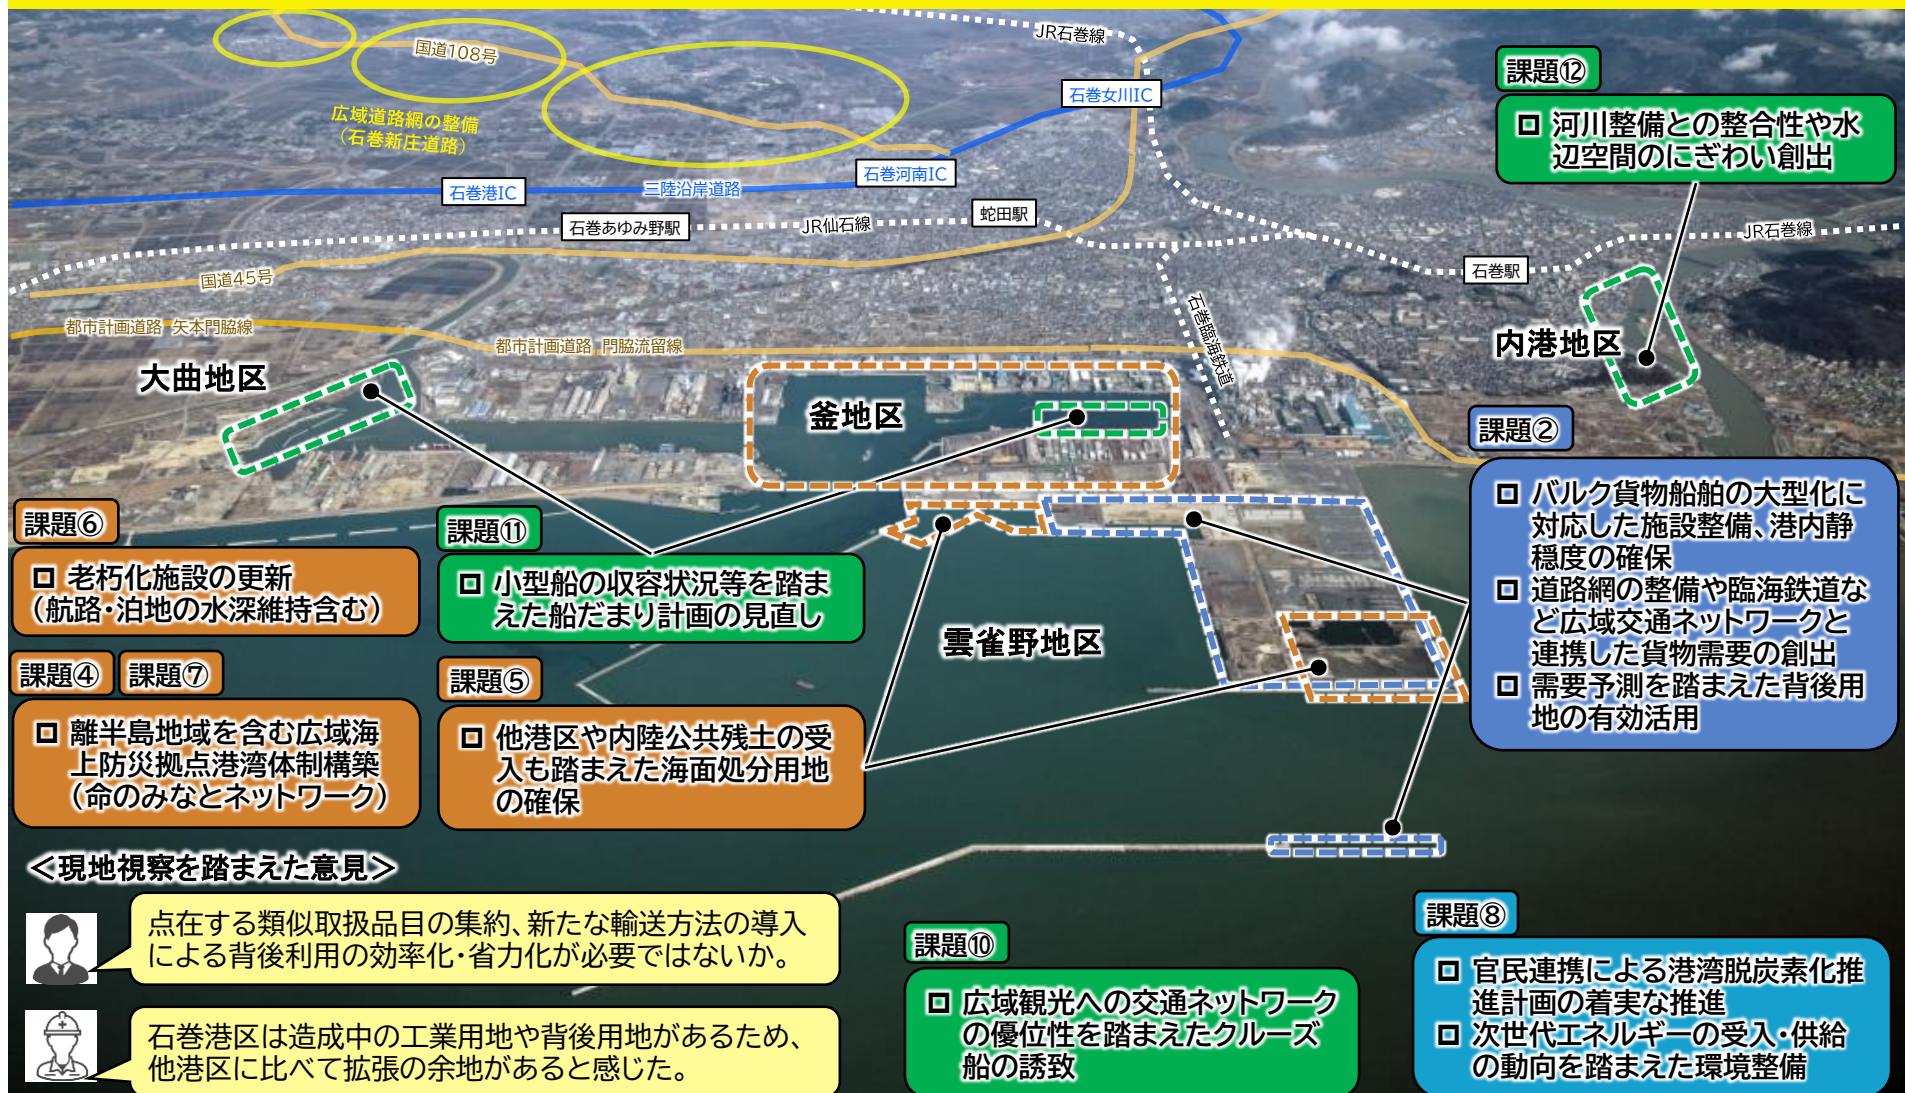 JR石巻線
国道108号
広域道路網の整備
（石巻新庄道路）
石巻女川IC
石巻河南IC
石巻港IC
三陸沿岸道路
石巻あゆみ野駅
JR仙石線
蛇田駅
JR石巻線
石巻駅
国道45号
都市計画道路 矢本門脇線
都市計画道路 門脇流留線
石巻臨海鉄道
大曲地区
釜地区
内港地区
雲雀野地区
課題⑫
河川整備との整合性や水
辺空間のにぎわい創出
課題②
バルク貨物船舶の大型化に
対応した施設整備、港内静
穏度の確保
道路網の整備や臨海鉄道な
ど広域交通ネットワークと
連携した貨物需要の創出
需要予測を踏まえた背後用
地の有効活用
課題⑥
老朽化施設の更新
（航路・泊地の水深維持含む）
課題⑪
小型船の収容状況等を踏ま
えた船だまり計画の見直し
課題④ 課題⑦
離半島地域を含む広域海
上防災拠点港湾体制構築
（命のみなとネットワーク）
課題⑤
他港区や内陸公共残土の受
入も踏まえた海面処分用地
の確保
＜現地視察を踏まえた意見＞
点在する類似取扱品目の集約、新たな輸送方法の導入
による背後利用の効率化・省力化が必要ではないか。
石巻港区は造成中の工業用地や背後用地があるため、
他港区に比べて拡張の余地があると感じた。
課題⑩
広域観光への交通ネットワーク
の優位性を踏まえたクルーズ
船の誘致
課題⑧
官民連携による港湾脱炭素化推
進計画の着実な推進
次世代エネルギーの受入・供給
の動向を踏まえた環境整備